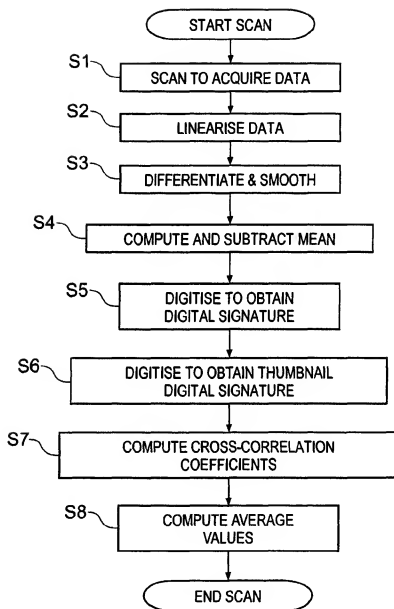 START SCAN
S1
SCAN TO ACQUIRE DATA
S2
LINEARISE DATA
S3
DIFFERENTIATE & SMOOTH
S4
COMPUTE AND SUBTRACT MEAN
S5
DIGITISE TO OBTAIN
DIGITAL SIGNATURE
S6
DIGITISE TO OBTAIN THUMBNAIL
DIGITAL SIGNATURE
S7
COMPUTE CROSS-CORRELATION
COEFFICIENTS
S8
COMPUTE AVERAGE
VALUES
END SCAN